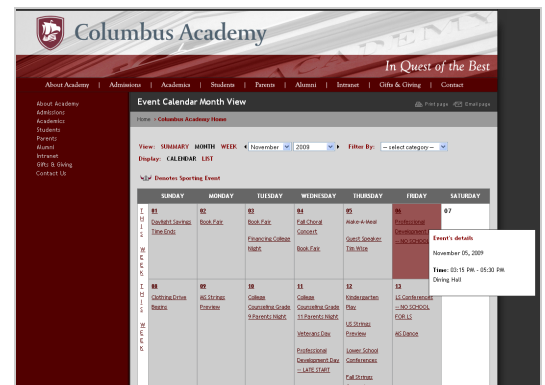 Columbus Academy
ACADEMY
In Quest of the Best
About Academy | Admissions | Academics | Students | Parents | Alumni | Intranet | Gifts & Giving | Contact
About Academy
Admissions
Academics
Students
Parents
Alumni
Intranet
Gifts & Giving
Contact Us
Event Calendar Month View
Print page Email page
Home > Columbus Academy Home
View: SUMMARY MONTH WEEK November 2009 Filter By: -- select category --
Display: CALENDAR LIST
Denotes Sporting Event
SUNDAY MONDAY TUESDAY WEDNESDAY THURSDAY FRIDAY SATURDAY
THIS WEEK
01
Daylight Savings
Time Ends
02
Book Fair
03
Book Fair
Financing College
Night
04
Fall Choral
Concert
Book Fair
05
Make-A-Meal
Guest Speaker
Tim Wise
06
Professional
Development
-- NO SCHOOL
07
Event's details
November 05, 2009
Time: 03:15 PM - 05:30 PM
Dining Hall
THIS WEEK
08
Clothing Drive
Begins
09
MS Strings
Preview
10
College
Counseling Grade
9 Parents Night
11
College
Counseling Grade
11 Parents Night
Veterans Day
Professional
Development Day
-- LATE START
12
Kindergarten
Play
US Strings
Preview
Lower School
Conferences
Fall Strings
13
LS Conferences
-- NO SCHOOL
FOR LS
MS Dance